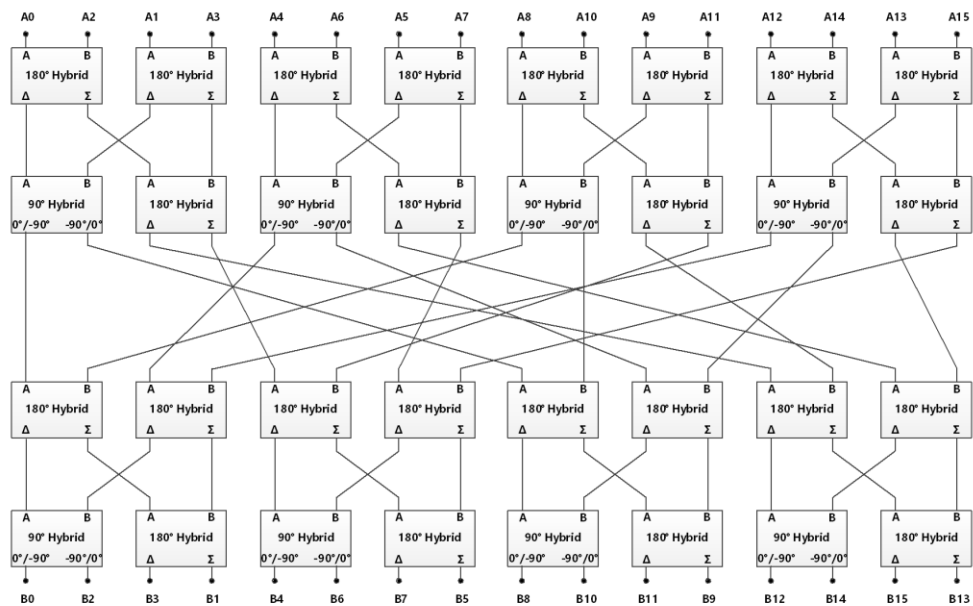 A0 A2 A1 A3 A4 A6 A5 A7 A8 A10 A9 A11 A12 A14 A13 A15
A B A B A B A B A B A B A B A B
180° Hybrid 180° Hybrid 180° Hybrid 180° Hybrid 180° Hybrid 180° Hybrid 180° Hybrid 180° Hybrid
Δ Σ Δ Σ Δ Σ Δ Σ Δ Σ Δ Σ Δ Σ Δ Σ
A B A B A B A B A B A B A B A B
90° Hybrid 180° Hybrid 90° Hybrid 180° Hybrid 90° Hybrid 180° Hybrid 90° Hybrid 180° Hybrid
0°/-90° -90°/0° Δ Σ 0°/-90° -90°/0° Δ Σ 0°/-90° -90°/0° Δ Σ 0°/-90° -90°/0° Δ Σ
A B A B A B A B A B A B A B A B
180° Hybrid 180° Hybrid 180° Hybrid 180° Hybrid 180° Hybrid 180° Hybrid 180° Hybrid 180° Hybrid
Δ Σ Δ Σ Δ Σ Δ Σ Δ Σ Δ Σ Δ Σ Δ Σ
A B A B A B A B A B A B A B A B
90° Hybrid 180° Hybrid 90° Hybrid 180° Hybrid 90° Hybrid 180° Hybrid 90° Hybrid 180° Hybrid
0°/-90° -90°/0° Δ Σ 0°/-90° -90°/0° Δ Σ 0°/-90° -90°/0° Δ Σ 0°/-90° -90°/0° Δ Σ
B0 B2 B3 B1 B4 B6 B7 B5 B8 B10 B11 B9 B12 B14 B15 B13